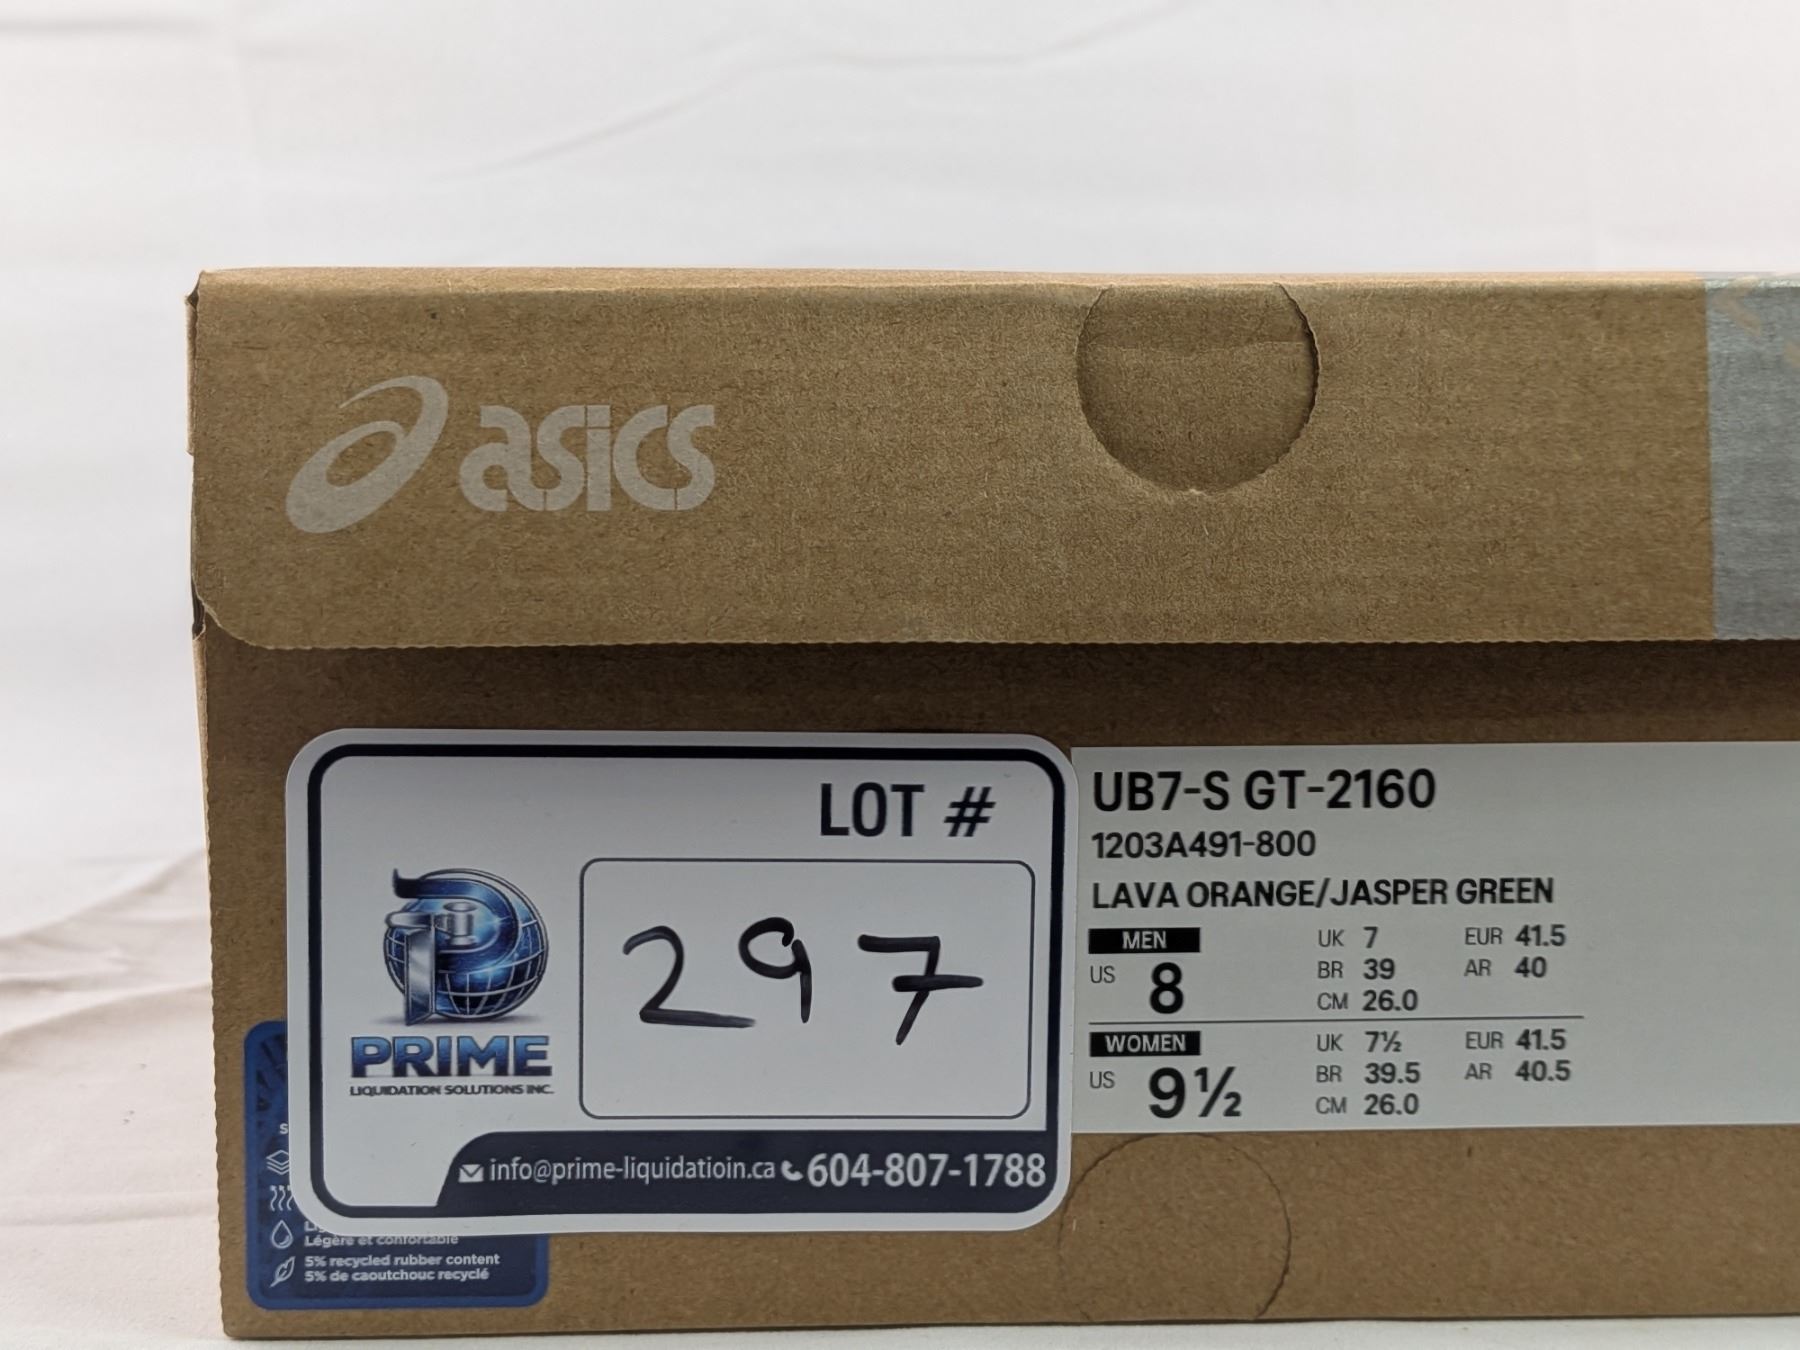 asics
LOT #
297
PRIME
LIQUIDATION SOLUTIONS INC.
info@prime-liquidatioin.ca 604-807-1788
UB7-S GT-2160
1203A491-800
LAVA ORANGE/JASPER GREEN
MEN UK 7 EUR 41.5
US 8 BR 39 AR 40
CM 26.0
WOMEN UK 7½ EUR 41.5
US 9½ BR 39.5 AR 40.5
CM 26.0
Légère et confortable
5% recycled rubber content
5% de caoutchouc recyclé